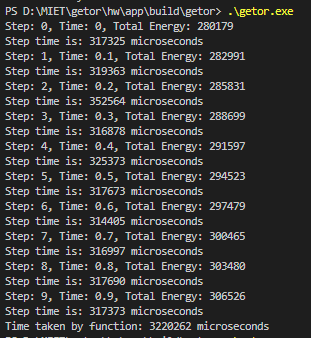 PS D:\MIET\getor\hw\app\build\getor> .\getor.exe
Step: 0, Time: 0, Total Energy: 280179
Step time is: 317325 microseconds
Step: 1, Time: 0.1, Total Energy: 282991
Step time is: 319363 microseconds
Step: 2, Time: 0.2, Total Energy: 285831
Step time is: 352564 microseconds
Step: 3, Time: 0.3, Total Energy: 288699
Step time is: 316878 microseconds
Step: 4, Time: 0.4, Total Energy: 291597
Step time is: 325373 microseconds
Step: 5, Time: 0.5, Total Energy: 294523
Step time is: 317673 microseconds
Step: 6, Time: 0.6, Total Energy: 297479
Step time is: 314405 microseconds
Step: 7, Time: 0.7, Total Energy: 300465
Step time is: 316997 microseconds
Step: 8, Time: 0.8, Total Energy: 303480
Step time is: 317690 microseconds
Step: 9, Time: 0.9, Total Energy: 306526
Step time is: 317373 microseconds
Time taken by function: 3220262 microseconds